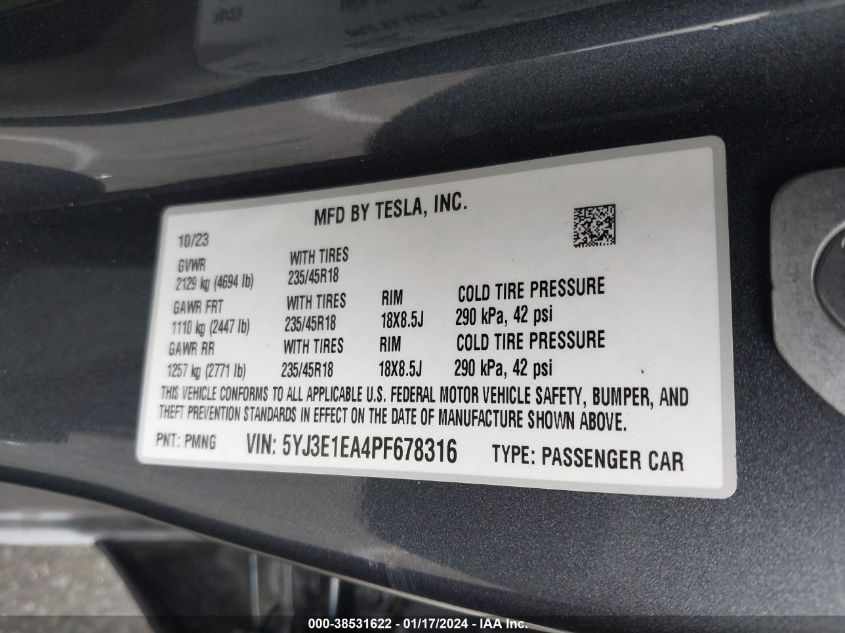 MFD BY TESLA, INC.
10/23
GVWR WITH TIRES
2129 kg (4694 lb) 235/45R18
GAWR FRT WITH TIRES RIM COLD TIRE PRESSURE
1110 kg (2447 lb) 235/45R18 18X8.5J 290 kPa, 42 psi
GAWR RR WITH TIRES RIM COLD TIRE PRESSURE
1257 kg (2771 lb) 235/45R18 18X8.5J 290 kPa, 42 psi
THIS VEHICLE CONFORMS TO ALL APPLICABLE U.S. FEDERAL MOTOR VEHICLE SAFETY, BUMPER, AND
THEFT PREVENTION STANDARDS IN EFFECT ON THE DATE OF MANUFACTURE SHOWN ABOVE.
PNT: PMNG VIN: 5YJ3E1EA4PF678316 TYPE: PASSENGER CAR
000-38531622 - 01/17/2024 - IAA Inc.